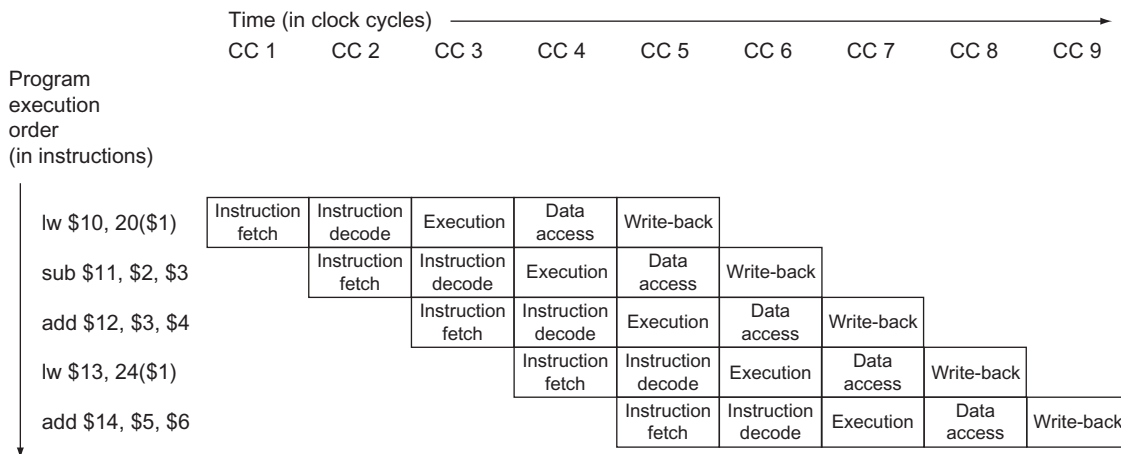 Time (in clock cycles)
CC 1 CC 2 CC 3 CC 4 CC 5 CC 6 CC 7 CC 8 CC 9
Program
execution
order
(in instructions)
lw $10, 20($1)
Instruction
fetch
Instruction
decode
Execution
Data
access
Write-back
sub $11, $2, $3
Instruction
fetch
Instruction
decode
Execution
Data
access
Write-back
add $12, $3, $4
Instruction
fetch
Instruction
decode
Execution
Data
access
Write-back
lw $13, 24($1)
Instruction
fetch
Instruction
decode
Execution
Data
access
Write-back
add $14, $5, $6
Instruction
fetch
Instruction
decode
Execution
Data
access
Write-back